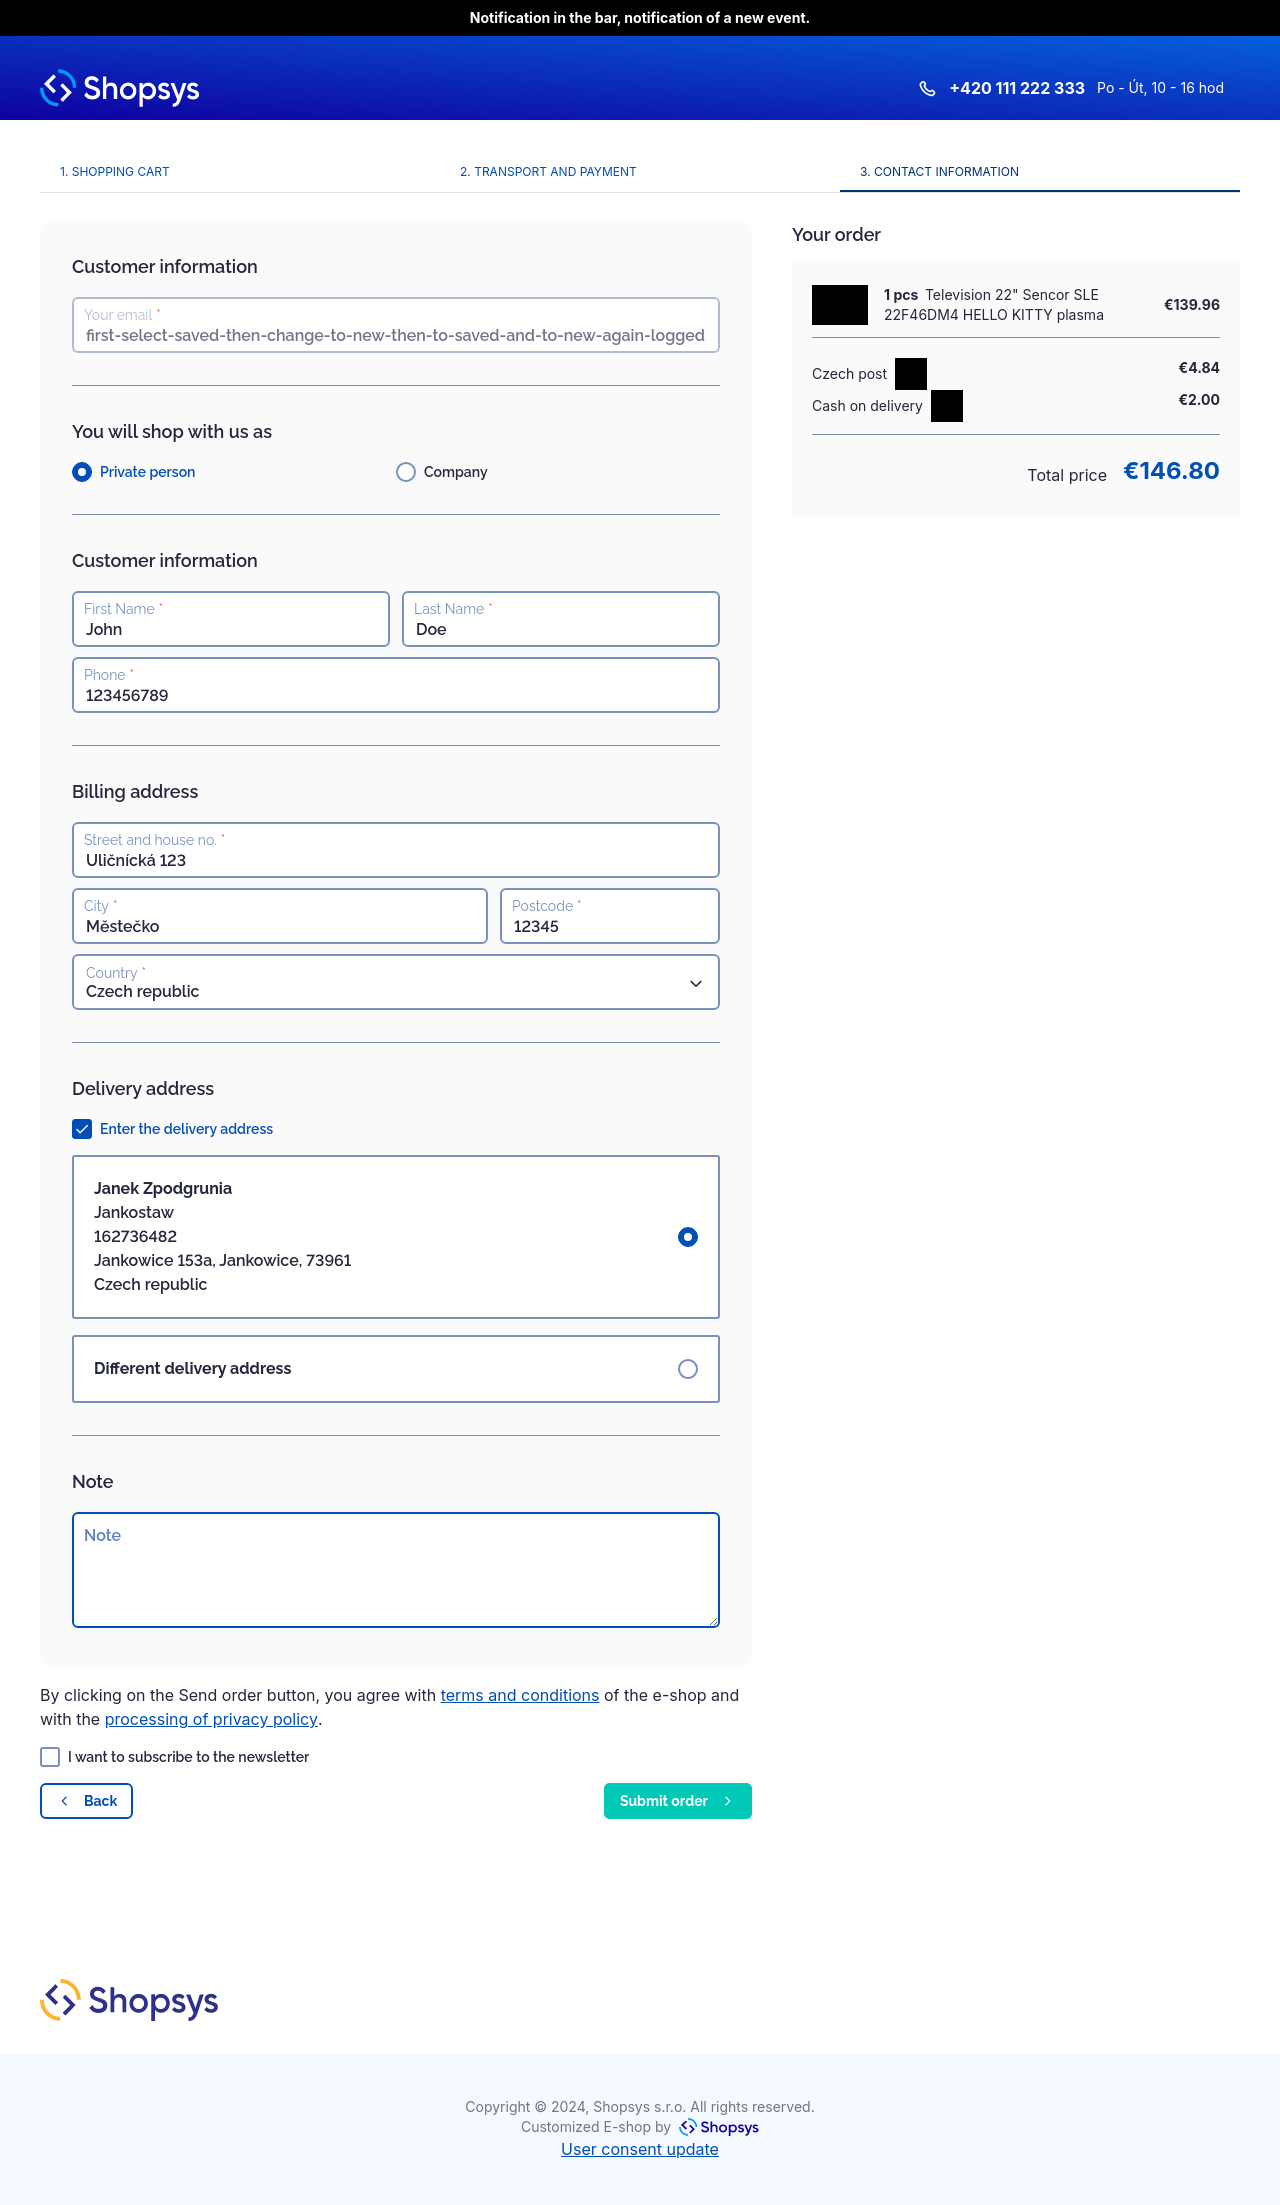 Notification in the bar, notification of a new event.
Shopsys
+420 111 222 333 Po - Út, 10 - 16 hod
1. SHOPPING CART
2. TRANSPORT AND PAYMENT
3. CONTACT INFORMATION
Customer information
Your email *
first-select-saved-then-change-to-new-then-to-saved-and-to-new-again-logged
You will shop with us as
Private person
Company
Customer information
First Name *
John
Last Name *
Doe
Phone *
123456789
Billing address
Street and house no. *
Uličnícká 123
City *
Městečko
Postcode *
12345
Country *
Czech republic
Delivery address
Enter the delivery address
Janek Zpodgrunia
Jankostaw
162736482
Jankowice 153a, Jankowice, 73961
Czech republic
Different delivery address
Note
Note
By clicking on the Send order button, you agree with terms and conditions of the e-shop and
with the processing of privacy policy.
I want to subscribe to the newsletter
Back
Submit order
Your order
1 pcs Television 22" Sencor SLE
22F46DM4 HELLO KITTY plasma
€139.96
Czech post
€4.84
Cash on delivery
€2.00
Total price €146.80
Shopsys
Copyright © 2024, Shopsys s.r.o. All rights reserved.
Customized E-shop by Shopsys
User consent update